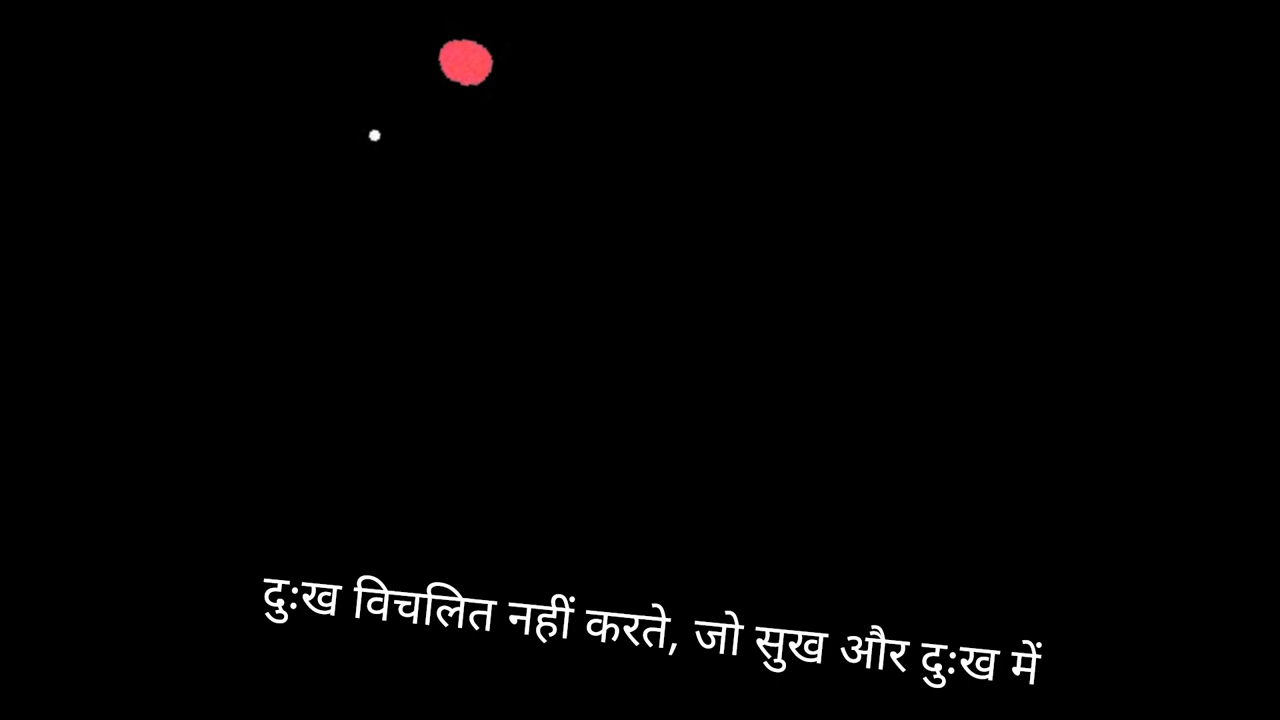 दुःख विचलित नहीं करते, जो सुख और दुःख में